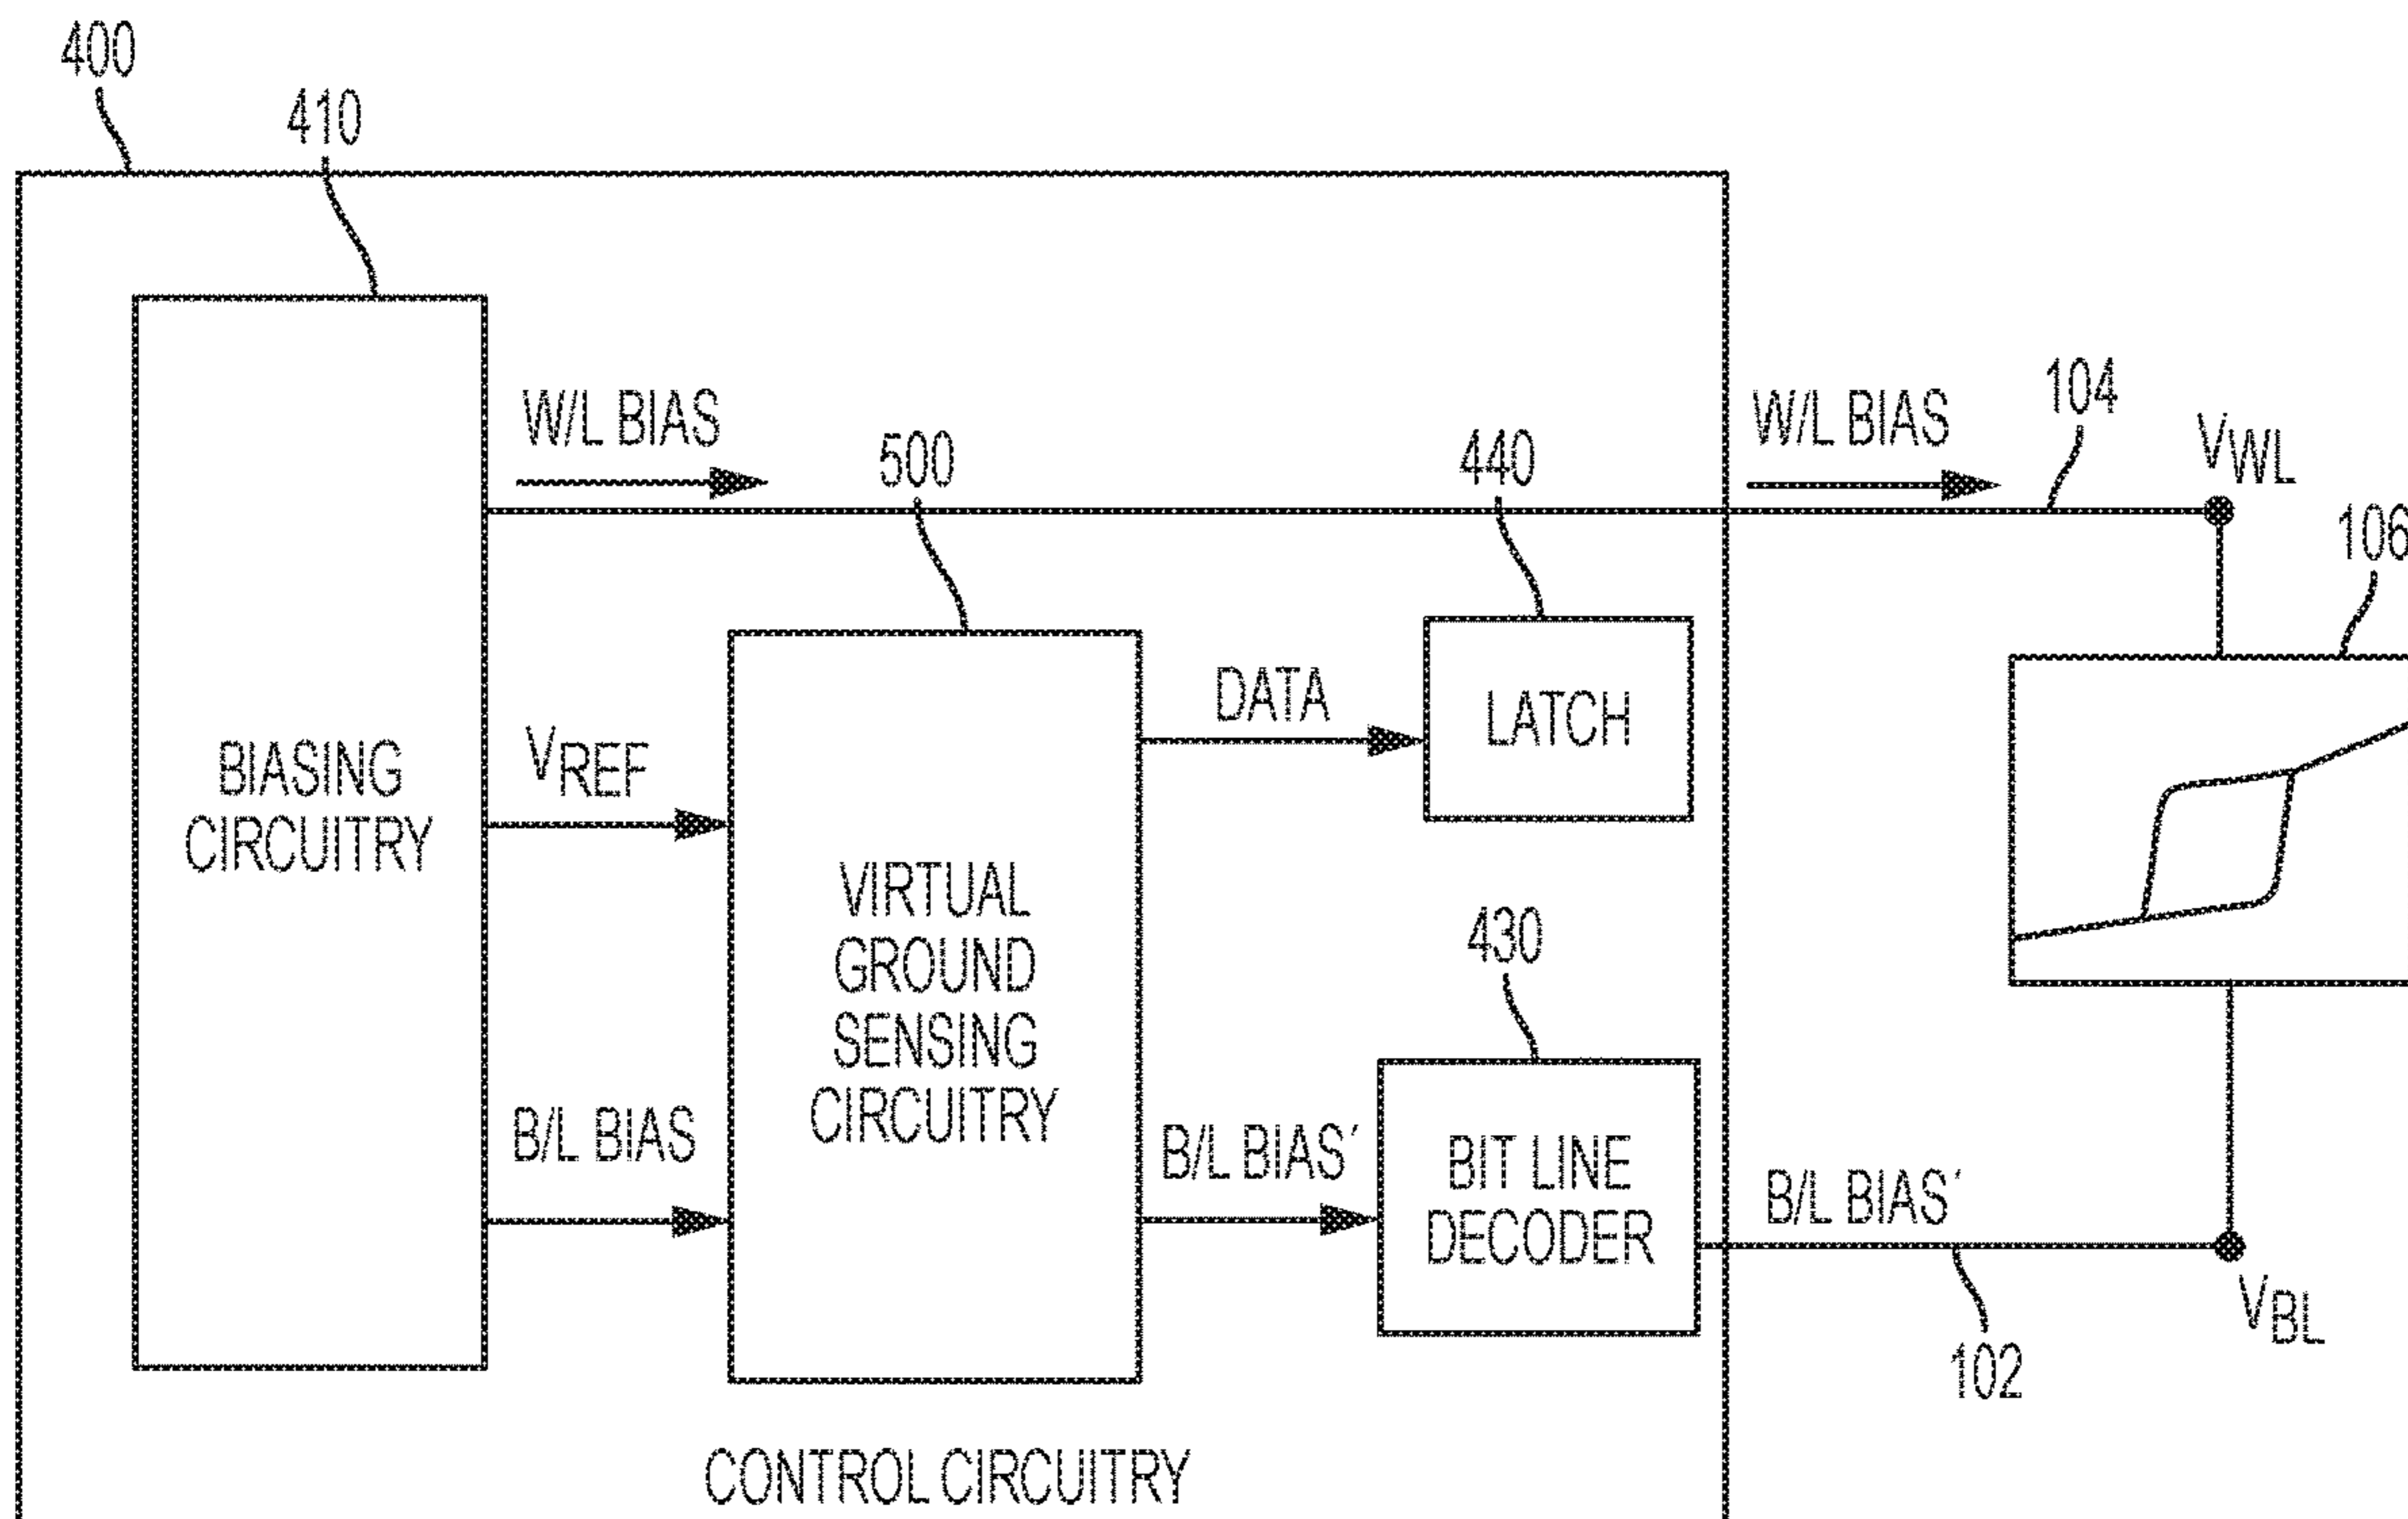 400
410
W/L BIAS
500
440
W/L BIAS
104
VWL
106
BIASING
CIRCUITRY
VREF
DATA
LATCH
VIRTUAL
GROUND
SENSING
CIRCUITRY
430
B/L BIAS
B/L BIAS′
BIT LINE
DECODER
B/L BIAS′
102
VBL
CONTROL CIRCUITRY